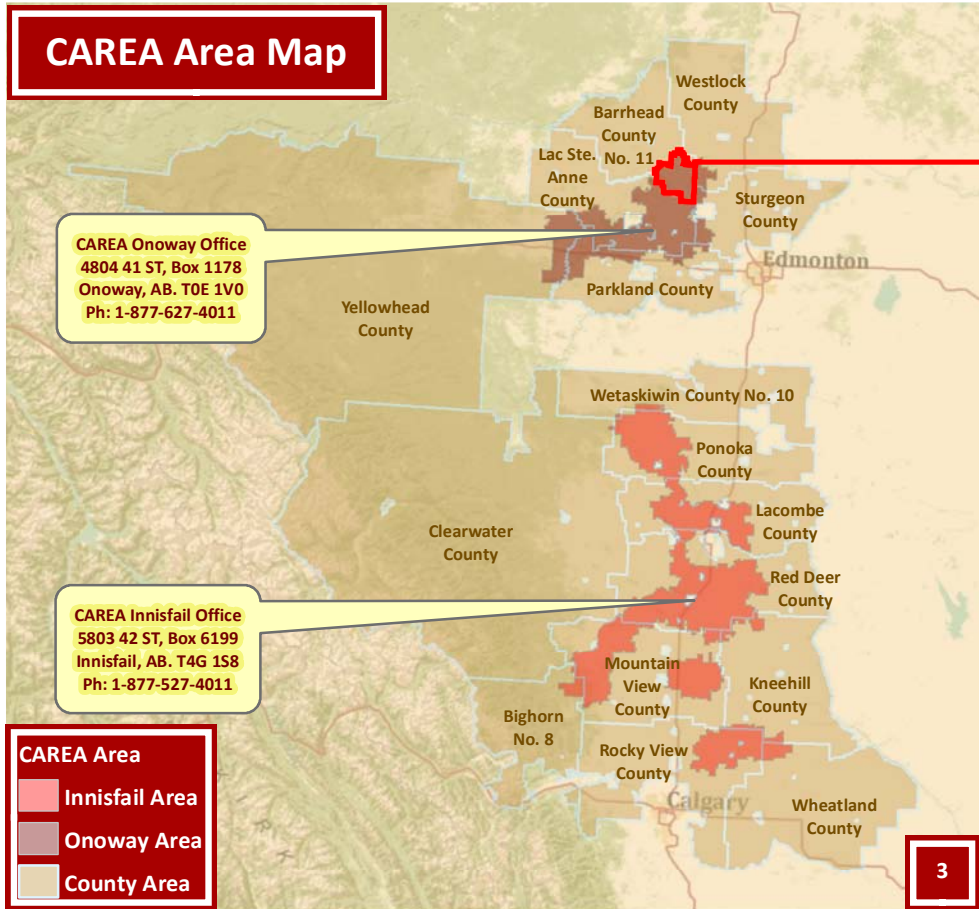 CAREA Area Map
Westlock
County
Barrhead
County
No. 11
Lac Ste.
Anne
County
Sturgeon
County
CAREA Onoway Office
4804 41 ST, Box 1178
Onoway, AB. T0E 1V0
Ph: 1-877-627-4011
Edmonton
Parkland County
Yellowhead
County
Wetaskiwin County No. 10
Ponoka
County
Lacombe
County
Clearwater
County
Red Deer
County
CAREA Innisfail Office
5803 42 ST, Box 6199
Innisfail, AB. T4G 1S8
Ph: 1-877-527-4011
Mountain
View
County
Kneehill
County
Bighorn
No. 8
Rocky View
County
Calgary
Wheatland
County
CAREA Area
Innisfail Area
Onoway Area
County Area
3